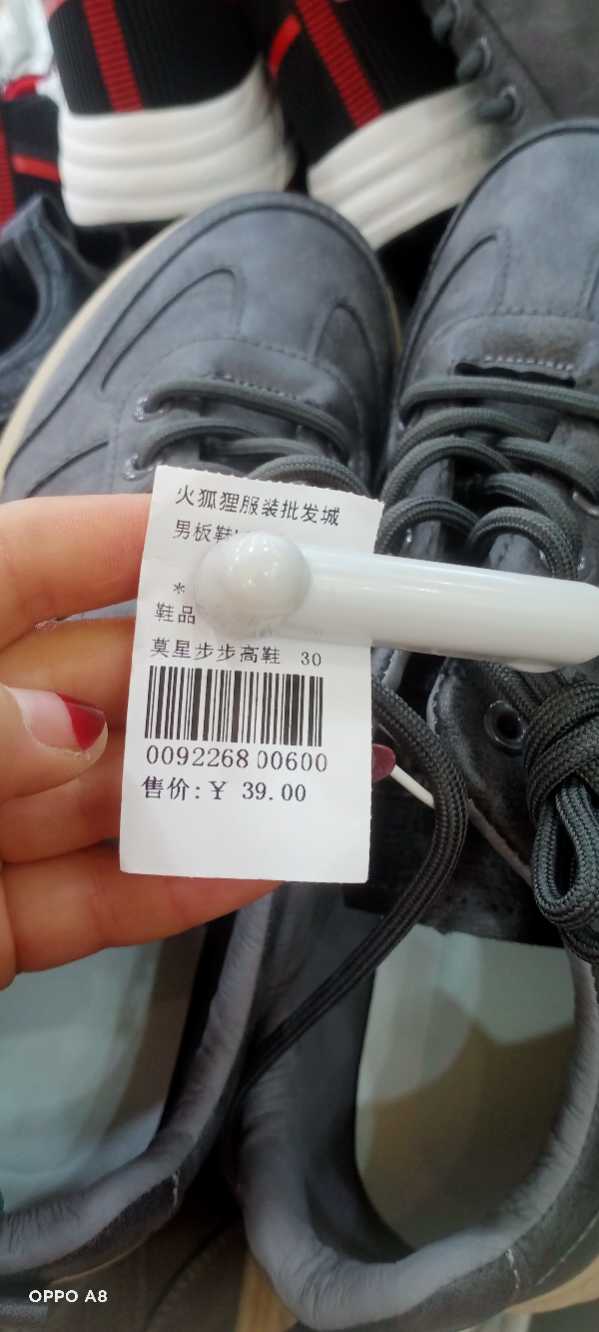 火狐狸服装批发城
男板鞋
*
鞋品
莫星步步高鞋 30
0092268 00600
售价:¥ 39.00
OPPO A8